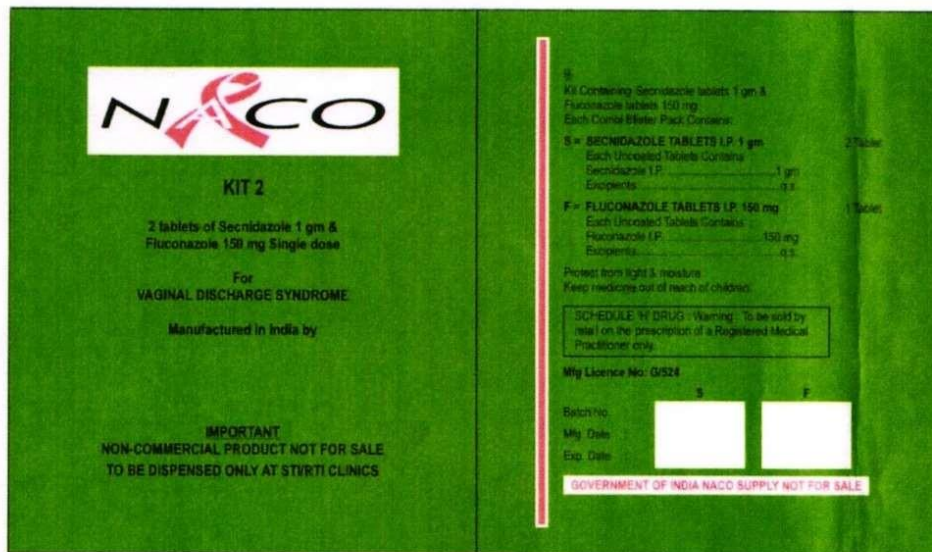 NACO
KIT 2
2 tablets of Secnidazole 1 gm &
Fluconazole 150 mg Single dose
For
VAGINAL DISCHARGE SYNDROME
Manufactured in India by
IMPORTANT
NON-COMMERCIAL PRODUCT NOT FOR SALE
TO BE DISPENSED ONLY AT STI/RTI CLINICS
Kit Containing Secnidazole tablets 1 gm &
Fluconazole tablets 150 mg
Each Combi Blister Pack Contains:
S = SECNIDAZOLE TABLETS I.P. 1 gm 2 Tablet
Each Uncoated Tablets Contains
Secnidazole I.P. ........................... 1 gm
Excipients ........................... q.s.
F = FLUCONAZOLE TABLETS I.P. 150 mg 1 Tablet
Each Uncoated Tablets Contains
Fluconazole I.P. ........................... 150 mg
Excipients ........................... q.s.
Protect from light & moisture
Keep medicine out of reach of children.
SCHEDULE 'H' DRUG : Warning : To be sold by
retail on the prescription of a Registered Medical
Practitioner only.
Mfg Licence No: G/524
S F
Batch No. :
Mfg. Date :
Exp. Date :
GOVERNMENT OF INDIA NACO SUPPLY NOT FOR SALE